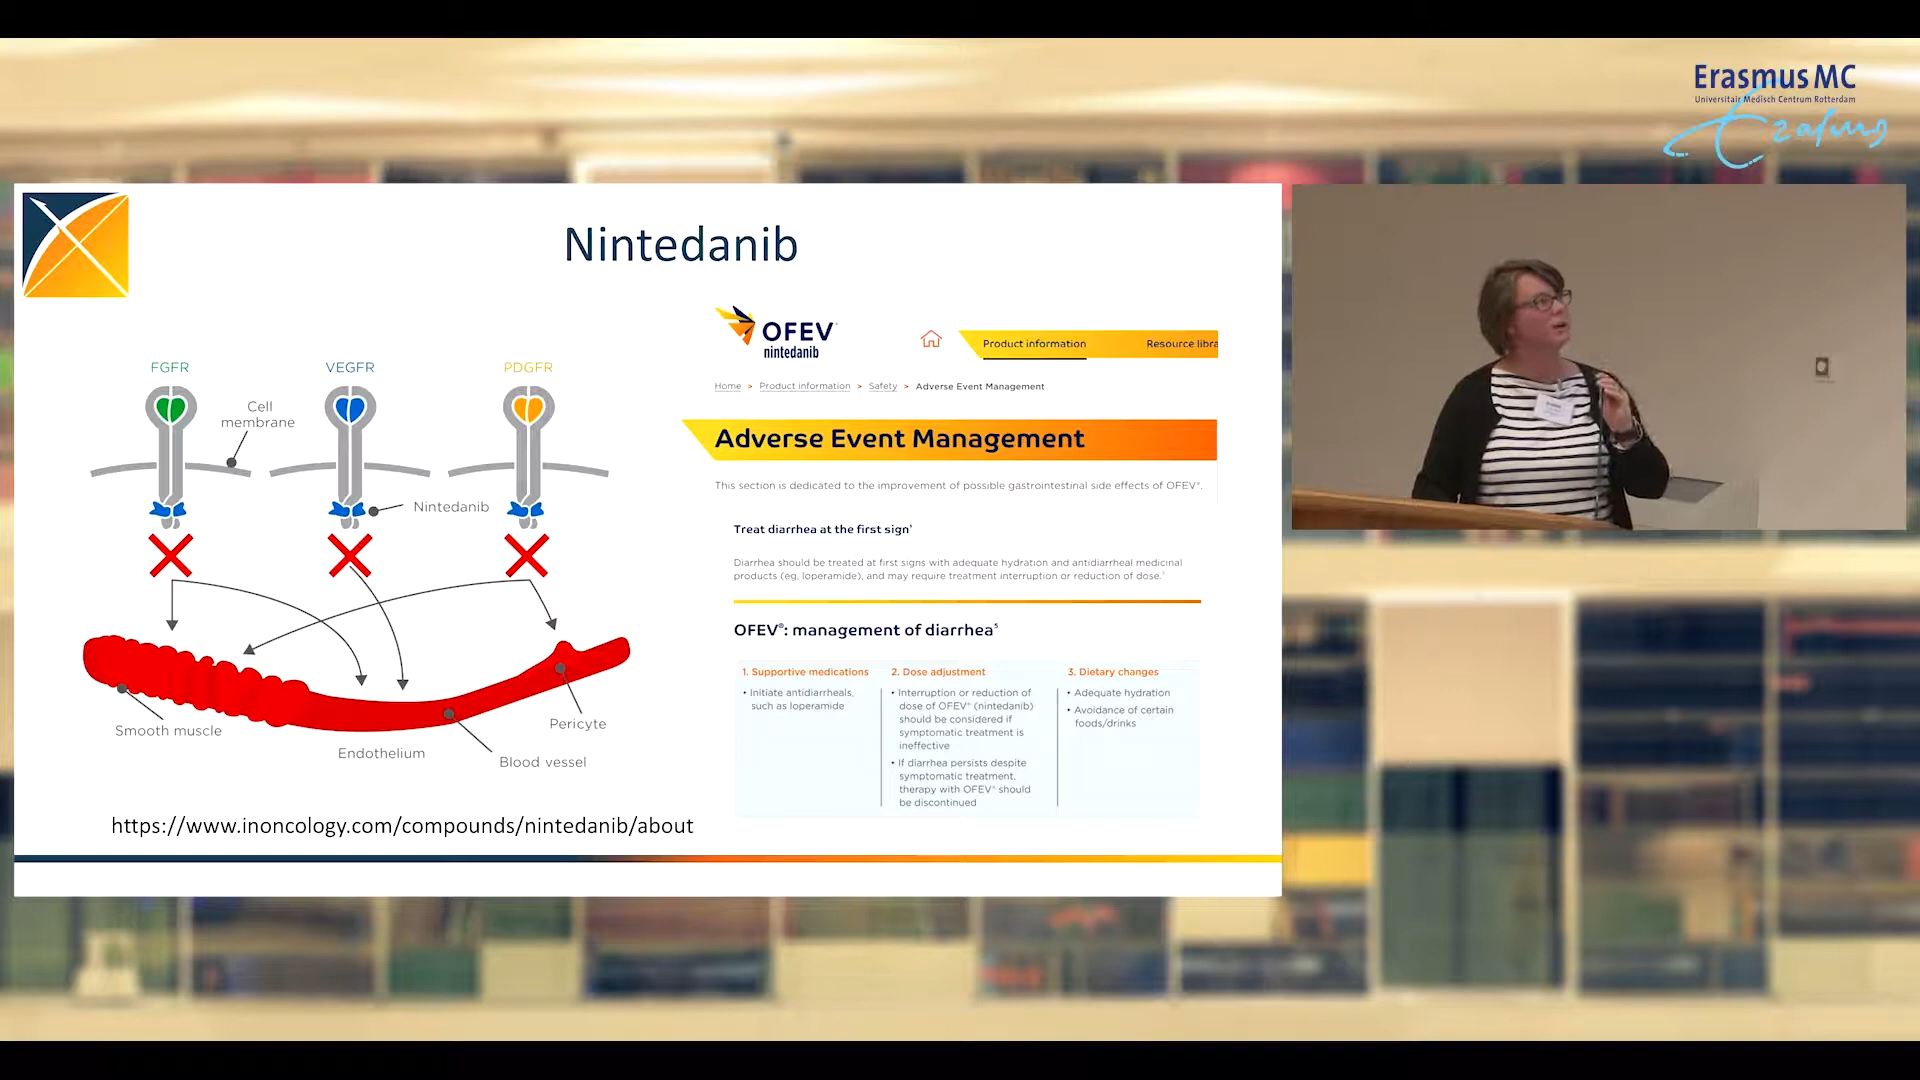 Erasmus MC
Universitair Medisch Centrum Rotterdam
Erasmus
Nintedanib
FGFR
VEGFR
PDGFR
Cell
membrane
Nintedanib
Smooth muscle
Endothelium
Blood vessel
Pericyte
https://www.inoncology.com/compounds/nintedanib/about
OFEV®
nintedanib
Product information
Resource libra
Home > Product information > Safety > Adverse Event Management
Adverse Event Management
This section is dedicated to the improvement of possible gastrointestinal side effects of OFEV®.
Treat diarrhea at the first sign¹
Diarrhea should be treated at first signs with adequate hydration and antidiarrheal medicinal
products (eg, loperamide), and may require treatment interruption or reduction of dose.¹
OFEV®: management of diarrhea⁵
1. Supportive medications
• Initiate antidiarrheals,
such as loperamide
2. Dose adjustment
• Interruption or reduction of
dose of OFEV® (nintedanib)
should be considered if
symptomatic treatment is
ineffective
• If diarrhea persists despite
symptomatic treatment,
therapy with OFEV® should
be discontinued
3. Dietary changes
• Adequate hydration
• Avoidance of certain
foods/drinks